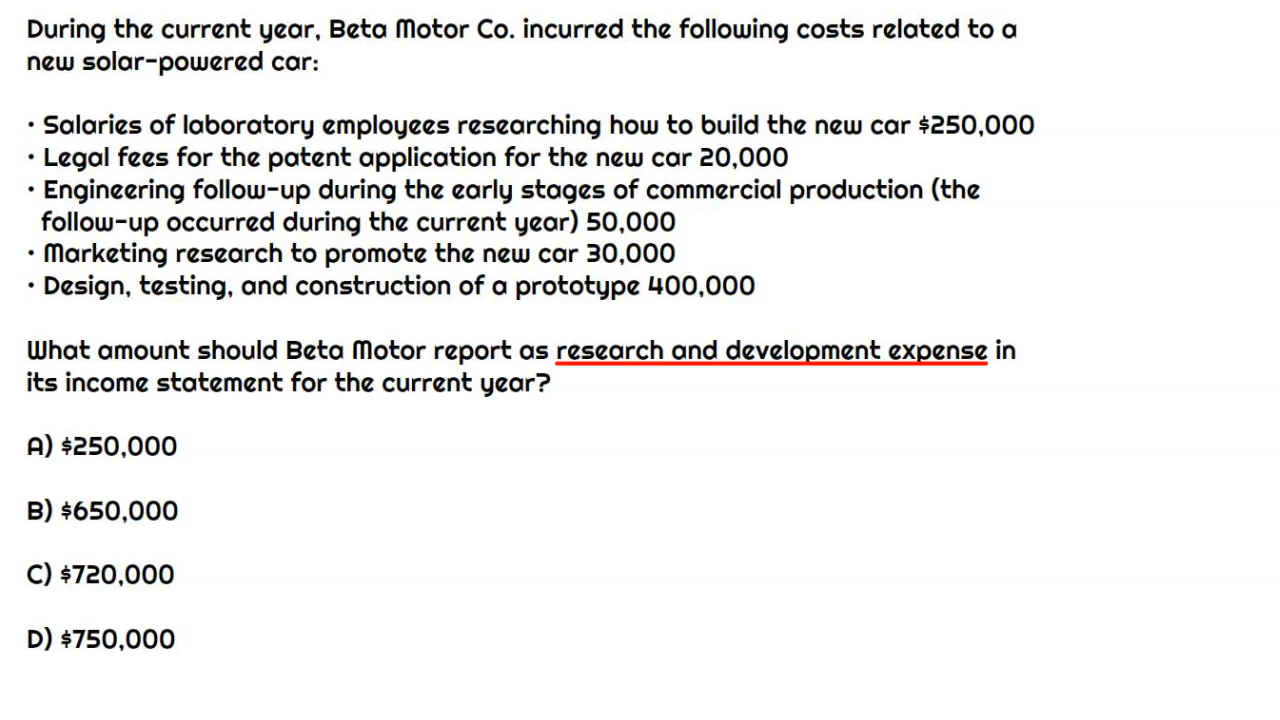 During the current year, Beta Motor Co. incurred the following costs related to a
new solar-powered car:
• Salaries of laboratory employees researching how to build the new car $250,000
• Legal fees for the patent application for the new car 20,000
• Engineering follow-up during the early stages of commercial production (the
follow-up occurred during the current year) 50,000
• Marketing research to promote the new car 30,000
• Design, testing, and construction of a prototype 400,000
What amount should Beta Motor report as research and development expense in
its income statement for the current year?
A) $250,000
B) $650,000
C) $720,000
D) $750,000